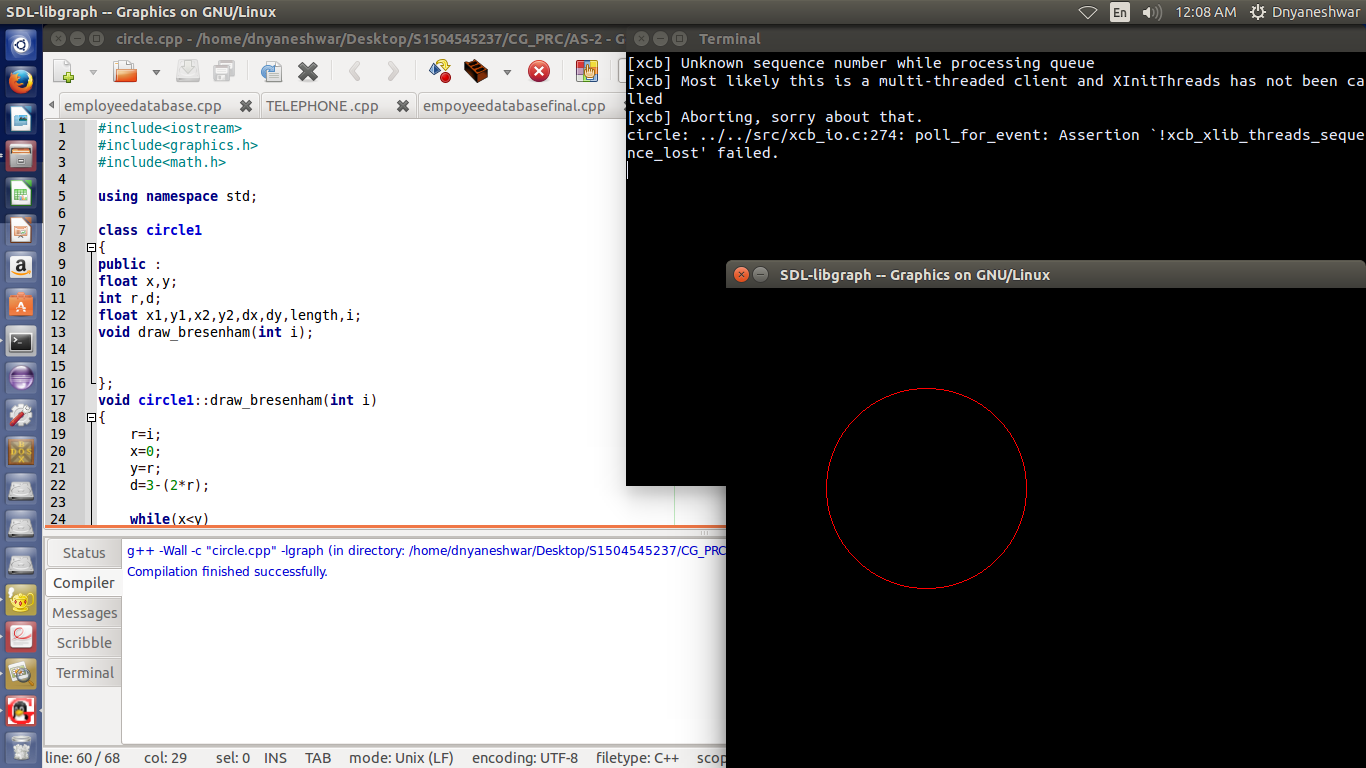 SDL-libgraph -- Graphics on GNU/Linux
En
12:08 AM
Dnyaneshwar
circle.cpp - /home/dnyaneshwar/Desktop/S1504545237/CG_PRC/AS-2 - G
employeedatabase.cpp
TELEPHONE .cpp
empoyeedatabasefinal.cpp
1 #include<iostream>
2 #include<graphics.h>
3 #include<math.h>
4
5 using namespace std;
6
7 class circle1
8 {
9 public :
10 float x,y;
11 int r,d;
12 float x1,y1,x2,y2,dx,dy,length,i;
13 void draw_bresenham(int i);
14
15
16 };
17 void circle1::draw_bresenham(int i)
18 {
19 r=i;
20 x=0;
21 y=r;
22 d=3-(2*r);
23
24 while(x<y)
Status
Compiler
Messages
Scribble
Terminal
g++ -Wall -c "circle.cpp" -lgraph (in directory: /home/dnyaneshwar/Desktop/S1504545237/CG_PRC
Compilation finished successfully.
line: 60 / 68 col: 29 sel: 0 INS TAB mode: Unix (LF) encoding: UTF-8 filetype: C++ scop
Terminal
[xcb] Unknown sequence number while processing queue
[xcb] Most likely this is a multi-threaded client and XInitThreads has not been ca
lled
[xcb] Aborting, sorry about that.
circle: ../../src/xcb_io.c:274: poll_for_event: Assertion `!xcb_xlib_threads_seque
nce_lost' failed.
SDL-libgraph -- Graphics on GNU/Linux